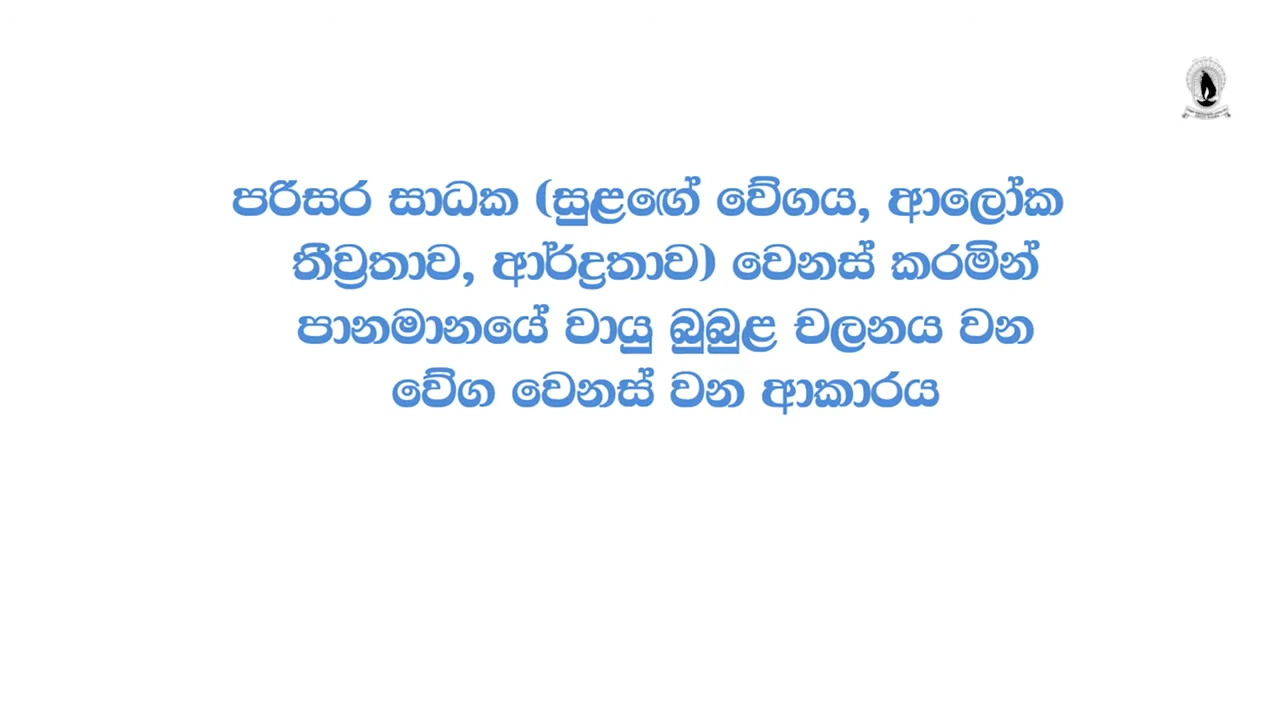 පරිසර සාධක (සුළඟේ වේගය, ආලෝක
තීව්‍රතාව, ආර්ද්‍රතාව) වෙනස් කරමින්
පානමානයේ වායු බුබුළ චලනය වන
වේග වෙනස් වන ආකාරය